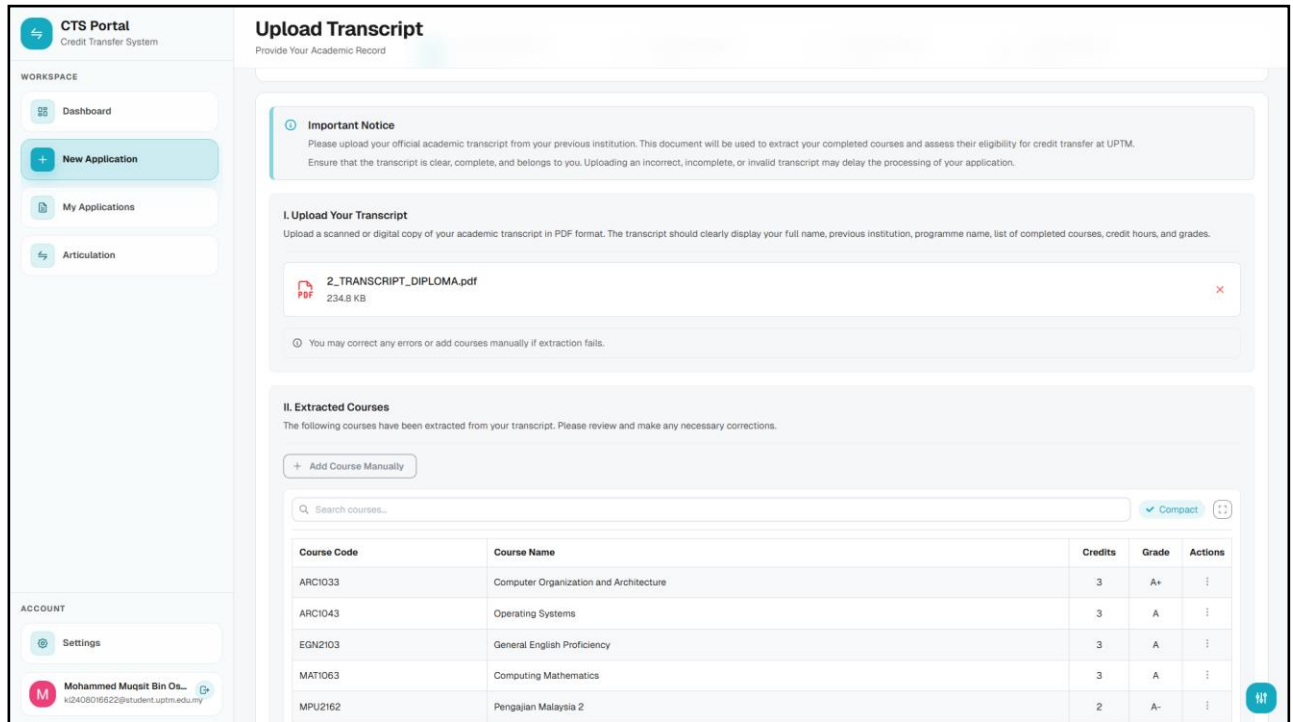 CTS Portal
Credit Transfer System
WORKSPACE
Dashboard
New Application
My Applications
Articulation
ACCOUNT
Settings
M
Mohammed Muqsit Bin Os...
kl2408016622@student.uptm.edu.my
Upload Transcript
Provide Your Academic Record
Important Notice
Please upload your official academic transcript from your previous institution. This document will be used to extract your completed courses and assess their eligibility for credit transfer at UPTM.
Ensure that the transcript is clear, complete, and belongs to you. Uploading an incorrect, incomplete, or invalid transcript may delay the processing of your application.
I. Upload Your Transcript
Upload a scanned or digital copy of your academic transcript in PDF format. The transcript should clearly display your full name, previous institution, programme name, list of completed courses, credit hours, and grades.
PDF
2_TRANSCRIPT_DIPLOMA.pdf
234.8 KB
You may correct any errors or add courses manually if extraction fails.
II. Extracted Courses
The following courses have been extracted from your transcript. Please review and make any necessary corrections.
+ Add Course Manually
Search courses...
Compact
Course Code Course Name Credits Grade Actions
ARC1033 Computer Organization and Architecture 3 A+
ARC1043 Operating Systems 3 A
EGN2103 General English Proficiency 3 A
MAT1063 Computing Mathematics 3 A
MPU2162 Pengajian Malaysia 2 2 A-